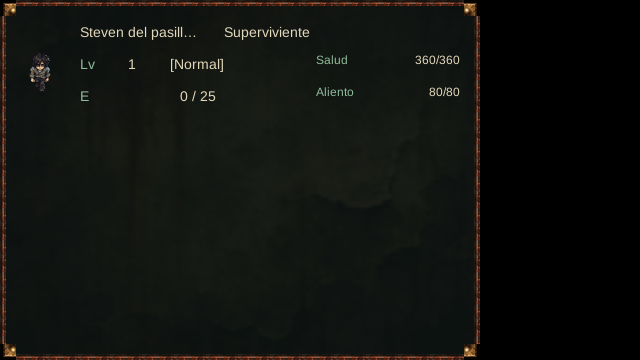 Steven del pasill… Superviviente
Lv 1 [Normal] Salud 360/360
E 0 / 25 Aliento 80/80